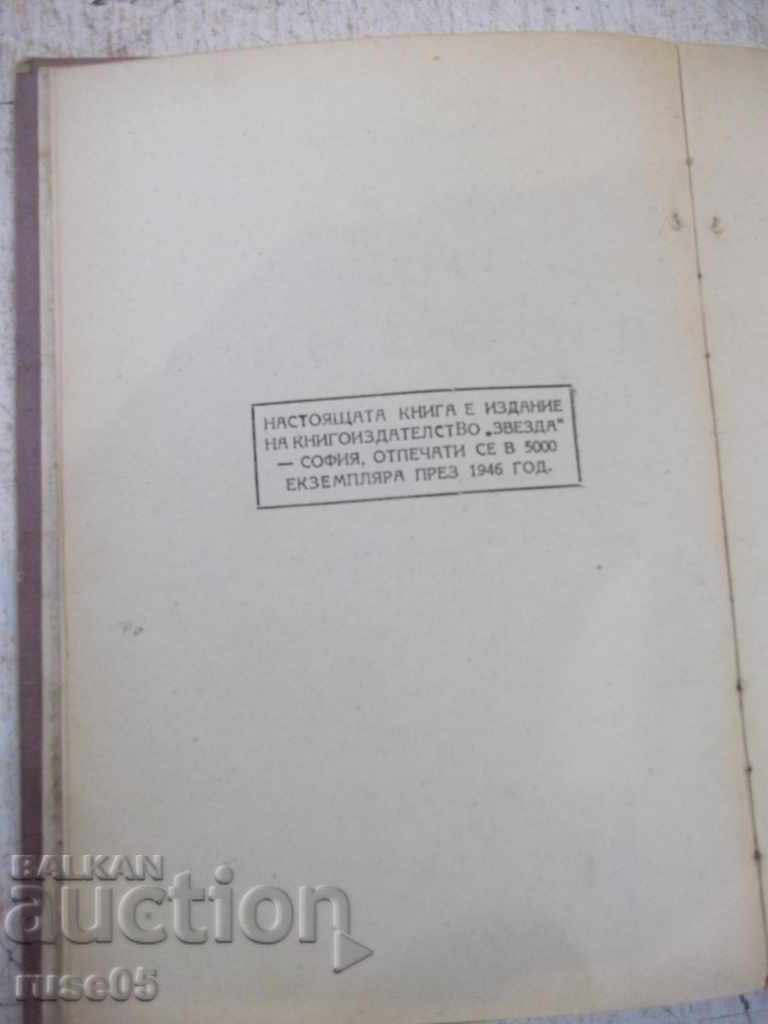 НАСТОЯЩАТА КНИГА Е ИЗДАНИЕ
НА КНИГОИЗДАТЕЛСТВО „ЗВЕЗДА"
— СОФИЯ, ОТПЕЧАТИ СЕ В 5000
ЕКЗЕМПЛЯРА ПРЕЗ 1946 ГОД.
BALKAN
auction
ruse05